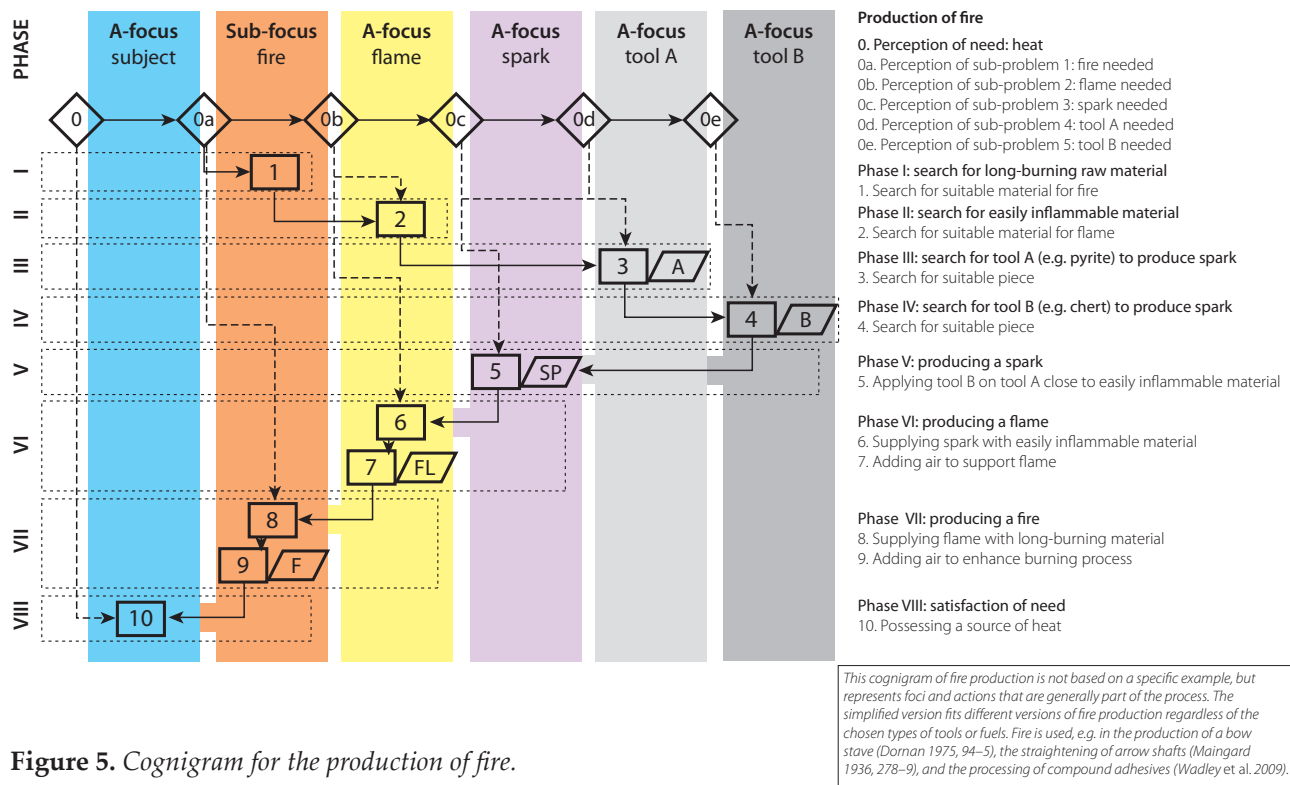 PHASE
A-focus
subject
Sub-focus
fire
A-focus
flame
A-focus
spark
A-focus
tool A
A-focus
tool B
0
0a
0b
0c
0d
0e
I
1
II
2
III
3
A
IV
4
B
V
5
SP
VI
6
7
FL
VII
8
9
F
VIII
10
Production of fire
0. Perception of need: heat
0a. Perception of sub-problem 1: fire needed
0b. Perception of sub-problem 2: flame needed
0c. Perception of sub-problem 3: spark needed
0d. Perception of sub-problem 4: tool A needed
0e. Perception of sub-problem 5: tool B needed
Phase I: search for long-burning raw material
1. Search for suitable material for fire
Phase II: search for easily inflammable material
2. Search for suitable material for flame
Phase III: search for tool A (e.g. pyrite) to produce spark
3. Search for suitable piece
Phase IV: search for tool B (e.g. chert) to produce spark
4. Search for suitable piece
Phase V: producing a spark
5. Applying tool B on tool A close to easily inflammable material
Phase VI: producing a flame
6. Supplying spark with easily inflammable material
7. Adding air to support flame
Phase VII: producing a fire
8. Supplying flame with long-burning material
9. Adding air to enhance burning process
Phase VIII: satisfaction of need
10. Possessing a source of heat
This cognigram of fire production is not based on a specific example, but
represents foci and actions that are generally part of the process. The
simplified version fits different versions of fire production regardless of the
chosen types of tools or fuels. Fire is used, e.g. in the production of a bow
stave (Dornan 1975, 94–5), the straightening of arrow shafts (Maingard
1936, 278–9), and the processing of compound adhesives (Wadley et al. 2009).
Figure 5. Cognigram for the production of fire.